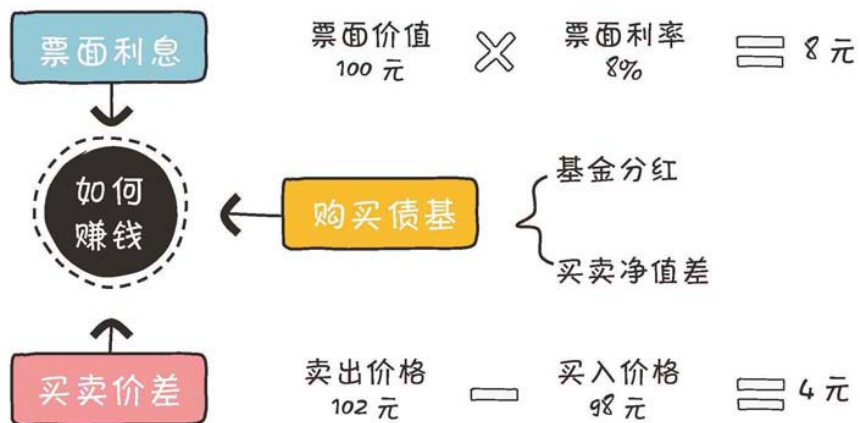 票面利息
票面价值
100 元
×
票面利率
8%
= 8 元
如何
赚钱
购买债基
基金分红
买卖净值差
买卖价差
卖出价格
102 元
—
买入价格
98 元
= 4 元